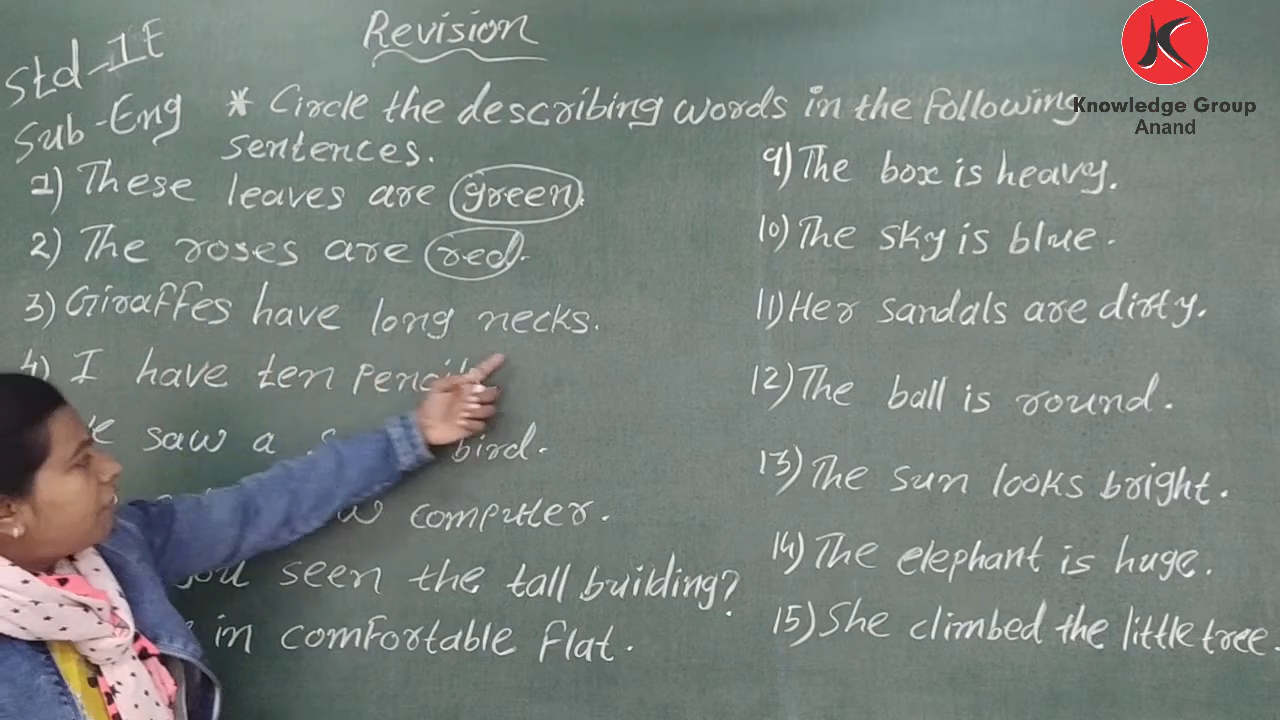 Revision
Std-1E
Sub-Eng
* Circle the describing words in the following
sentences.
1) These leaves are green.
2) The roses are red.
3) Giraffes have long necks.
4) I have ten pencils
saw a bird.
computer.
you seen the tall building?
in comfortable flat.
9) The box is heavy.
10) The sky is blue.
11) Her sandals are dirty.
12) The ball is round.
13) The sun looks bright.
14) The elephant is huge.
15) She climbed the little tree.
Knowledge Group
Anand